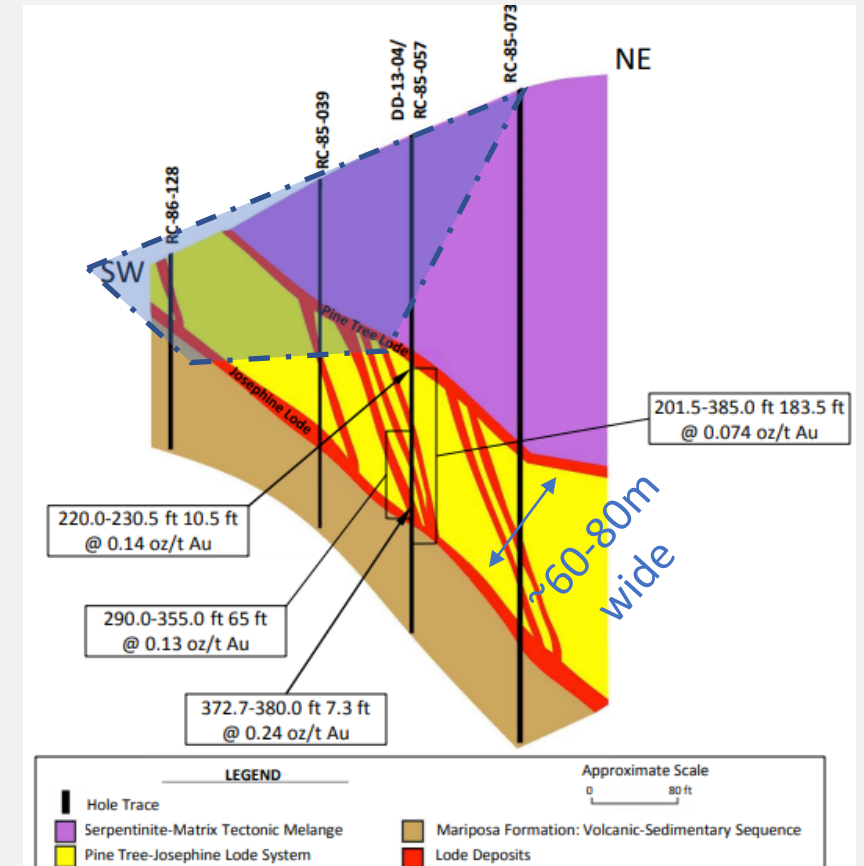 NE
RC-85-073
DD-13-04/
RC-85-057
RC-85-039
RC-86-128
SW
Pine Tree Lode
Josephine Lode
201.5-385.0 ft 183.5 ft
@ 0.074 oz/t Au
~60-80m
wide
220.0-230.5 ft 10.5 ft
@ 0.14 oz/t Au
290.0-355.0 ft 65 ft
@ 0.13 oz/t Au
372.7-380.0 ft 7.3 ft
@ 0.24 oz/t Au
LEGEND
Approximate Scale
0 80 ft
Hole Trace
Serpentinite-Matrix Tectonic Melange
Mariposa Formation: Volcanic-Sedimentary Sequence
Pine Tree-Josephine Lode System
Lode Deposits